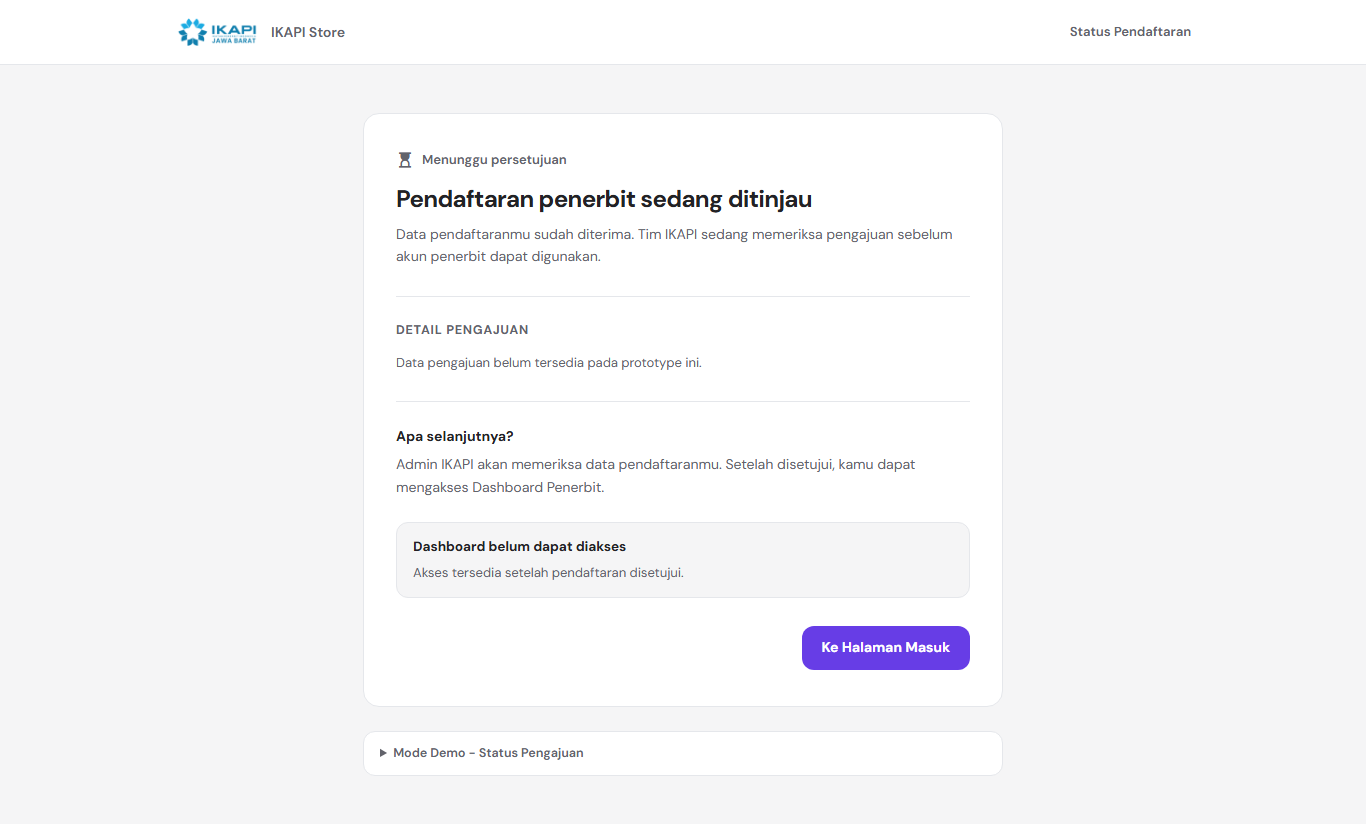 IKAPI
JAWA BARAT
IKAPI Store
Status Pendaftaran
Menunggu persetujuan
Pendaftaran penerbit sedang ditinjau
Data pendaftaranmu sudah diterima. Tim IKAPI sedang memeriksa pengajuan sebelum
akun penerbit dapat digunakan.
DETAIL PENGAJUAN
Data pengajuan belum tersedia pada prototype ini.
Apa selanjutnya?
Admin IKAPI akan memeriksa data pendaftaranmu. Setelah disetujui, kamu dapat
mengakses Dashboard Penerbit.
Dashboard belum dapat diakses
Akses tersedia setelah pendaftaran disetujui.
Ke Halaman Masuk
Mode Demo - Status Pengajuan